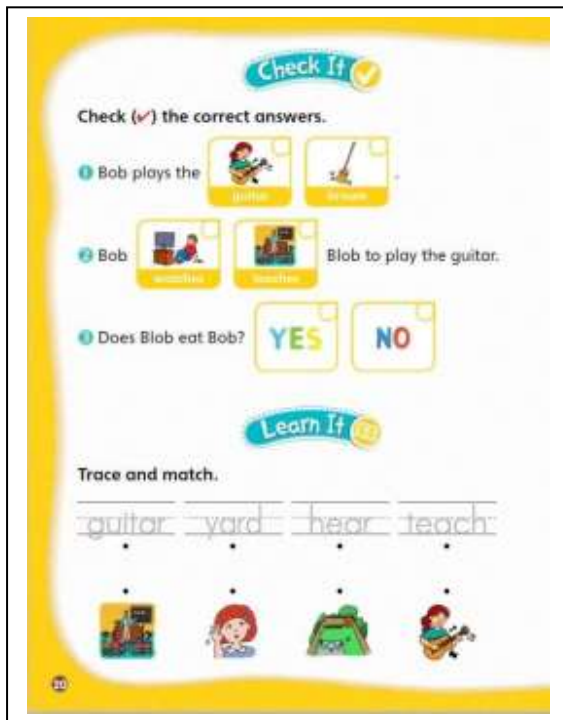 Check It
Check (✔) the correct answers.
1 Bob plays the guitar broom .
2 Bob watches teaches Blob to play the guitar.
3 Does Blob eat Bob? YES NO
Learn It
Trace and match.
guitar yard hear teach
20